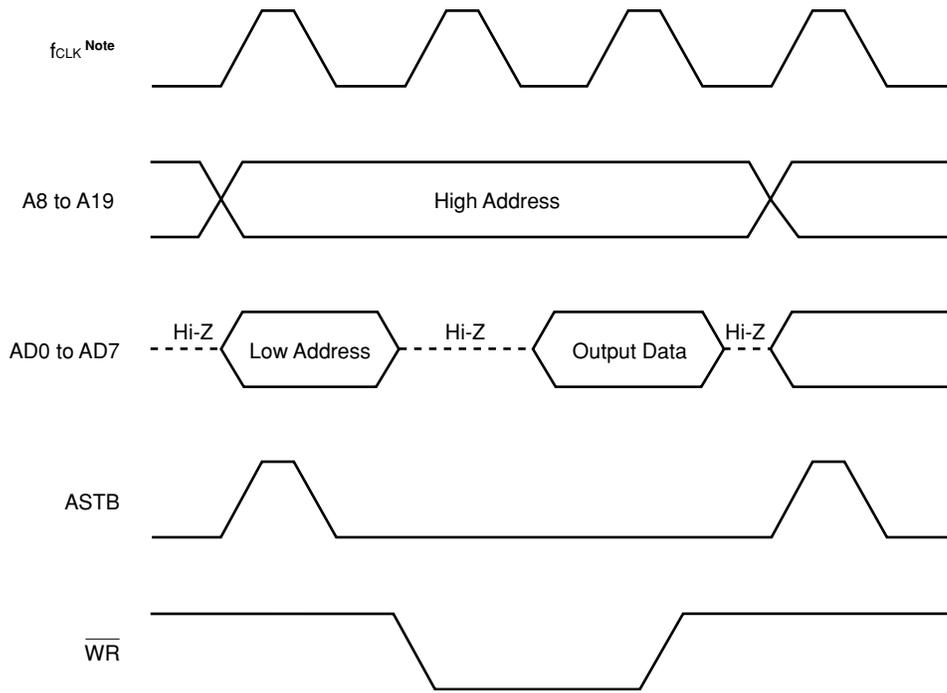 fCLK Note
A8 to A19
High Address
Hi-Z
Hi-Z
Hi-Z
AD0 to AD7
Low Address
Output Data
ASTB
WR